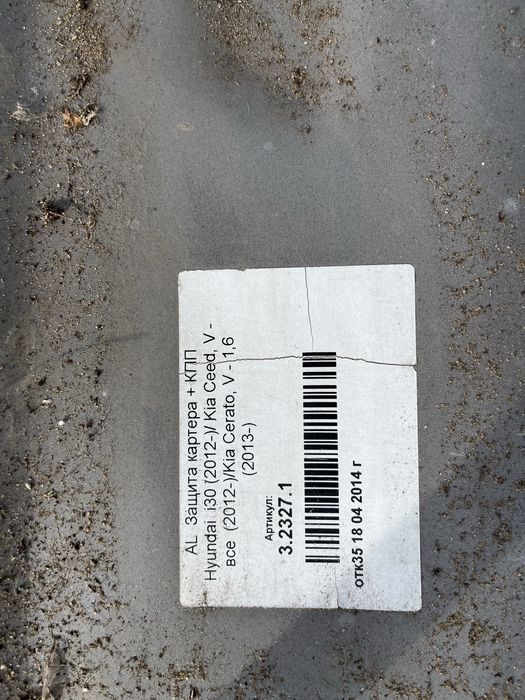 AL Защита картера + КПП
Hyundai i30 (2012-)/ Kia Ceed, V -
все (2012-)/Kia Cerato, V - 1,6
(2013-)
Артикул:
3.2327.1
отк35 18 04 2014 г